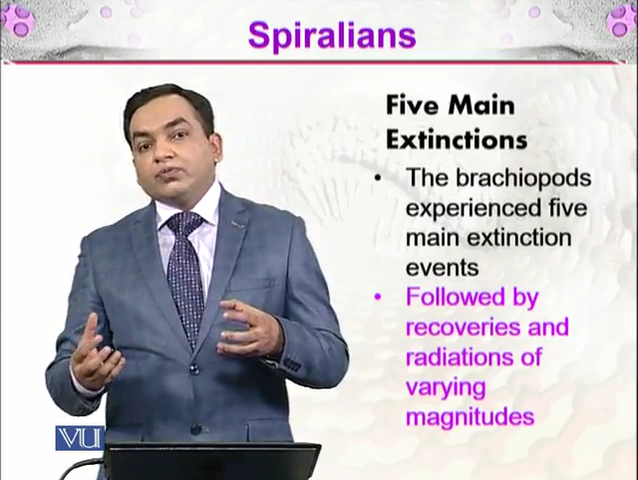 Spiralians
Five Main
Extinctions
• The brachiopods
experienced five
main extinction
events
• Followed by
recoveries and
radiations of
varying
magnitudes
VU